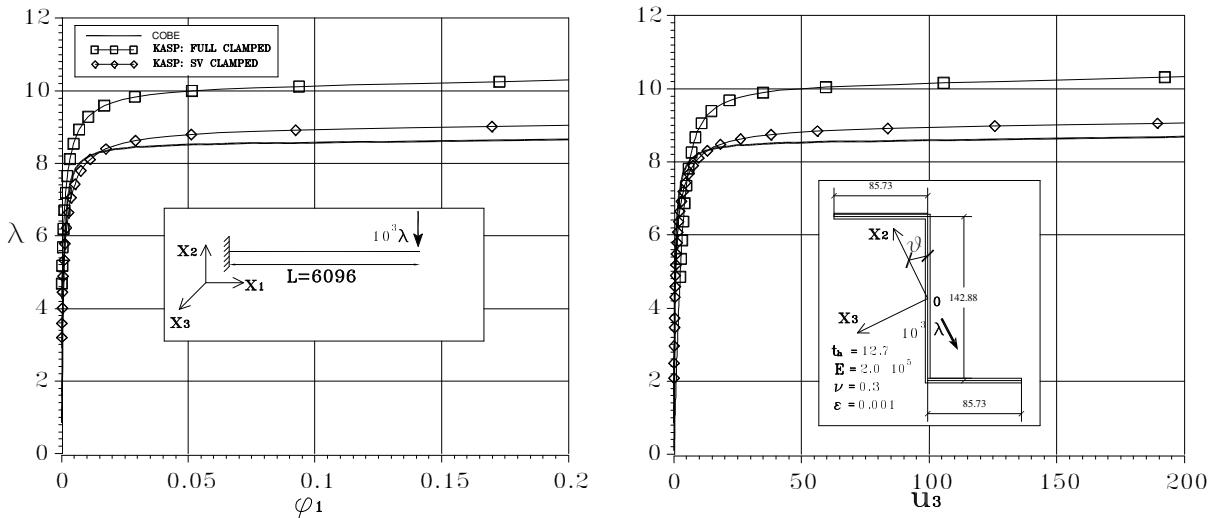 12
10
8
6
4
2
0
λ
COBE
KASP: FULL CLAMPED
KASP: SV CLAMPED
10³λ
X2
X1
X3
L=6096
0
0.05
0.1
0.15
0.2
φ1
12
10
8
6
4
2
0
85.73
X2
ϑ
0
142.88
X3
10³ λ
th = 12.7
E = 2.0 10⁵
ν = 0.3
ε = 0.001
85.73
0
50
100
150
200
u3